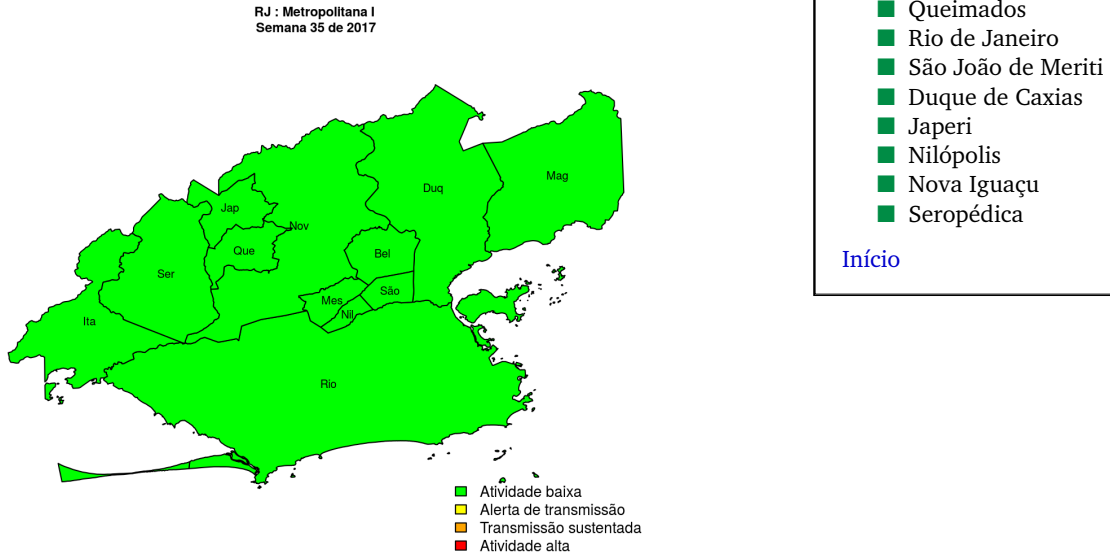 RJ : Metropolitana I
Semana 35 de 2017
Mag
Duq
Jap
Nov
Que
Bel
Ser
São
Mes
Nil
Ita
Rio
Atividade baixa
Alerta de transmissão
Transmissão sustentada
Atividade alta
Queimados
Rio de Janeiro
São João de Meriti
Duque de Caxias
Japeri
Nilópolis
Nova Iguaçu
Seropédica
Início